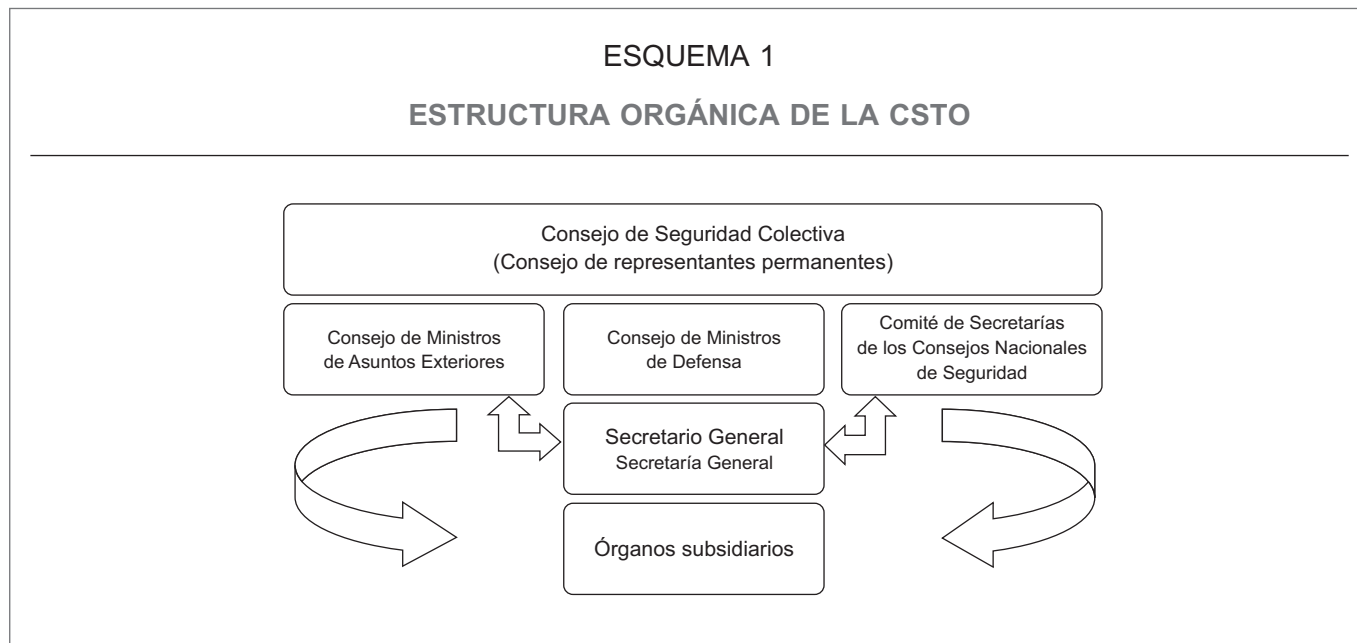 ESQUEMA 1
ESTRUCTURA ORGÁNICA DE LA CSTO
Consejo de Seguridad Colectiva
(Consejo de representantes permanentes)
Consejo de Ministros
de Asuntos Exteriores
Consejo de Ministros
de Defensa
Comité de Secretarías
de los Consejos Nacionales
de Seguridad
Secretario General
Secretaría General
Órganos subsidiarios